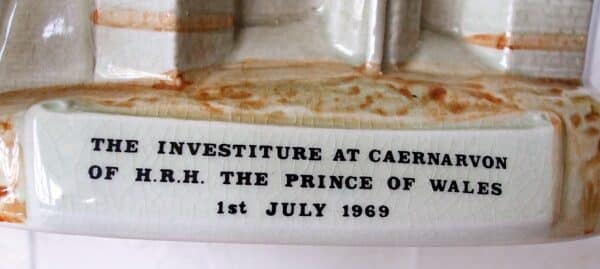 THE INVESTITURE AT CAERNARVON
OF H.R.H. THE PRINCE OF WALES
1st JULY 1969